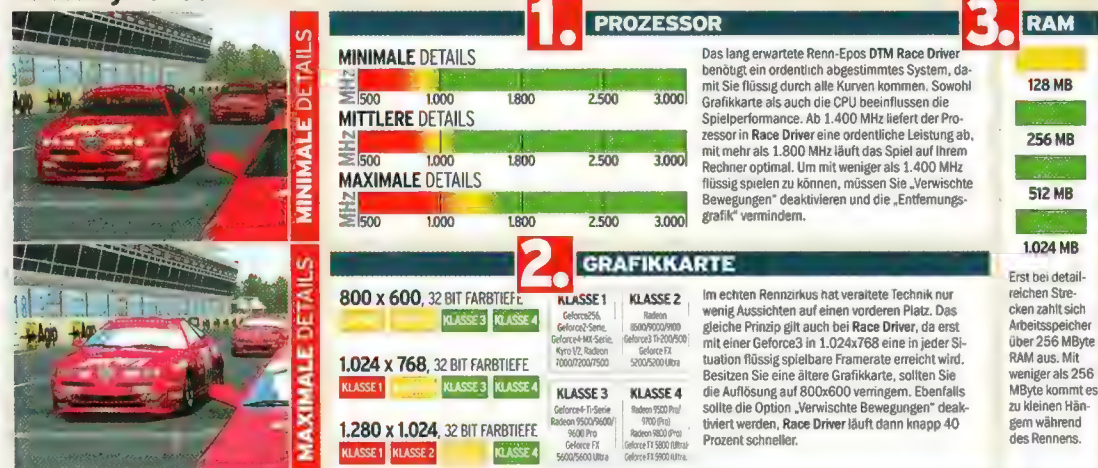 MINIMALE DETAILS
MAXIMALE DETAILS
1. PROZESSOR
MINIMALE DETAILS
MHz
500 1.000 1.800 2.500 3.000
MITTLERE DETAILS
MHz
500 1.000 1.800 2.500 3.000
MAXIMALE DETAILS
MHz
500 1.000 1.800 2.500 3.000
Das lang erwartete Renn-Epos DTM Race Driver
benötigt ein ordentlich abgestimmtes System, da-
mit Sie flüssig durch alle Kurven kommen. Sowohl
Grafikkarte als auch die CPU beeinflussen die
Spielperformance. Ab 1.400 MHz liefert der Pro-
zessor in Race Driver eine ordentliche Leistung ab,
mit mehr als 1.800 MHz läuft das Spiel auf Ihrem
Rechner optimal. Um mit weniger als 1.400 MHz
flüssig spielen zu können, müssen Sie „Verwischte
Bewegungen" deaktivieren und die „Entfernungs-
grafik" vermindern.
2. GRAFIKKARTE
800 x 600, 32 BIT FARBTIEFE
KLASSE 3 KLASSE 4
1.024 x 768, 32 BIT FARBTIEFE
KLASSE 1 KLASSE 3 KLASSE 4
1.280 x 1.024, 32 BIT FARBTIEFE
KLASSE 1 KLASSE 2 KLASSE 4
KLASSE 1
Geforce256,
Geforce2-Serie,
Geforce4-MX-Serie,
Kyro 1/2, Radeon
7000/7200/7500
KLASSE 2
Radeon
8500/9000/9100
Geforce3 Ti-200/500
Geforce FX
5200/5200 Ultra
KLASSE 3
Geforce4-Ti-Serie
Radeon 9500/9600/
9600 Pro
Geforce FX
5600/5600 Ultra
KLASSE 4
Radeon 9500 Pro/
9700 (Pro)
Radeon 9800 (Pro)
Geforce FX 5800 (Ultra)
Geforce FX 5900 (Ultra)
Im echten Rennzirkus hat veraltete Technik nur
wenig Aussichten auf einen vorderen Platz. Das
gleiche Prinzip gilt auch bei Race Driver, da erst
mit einer Geforce3 in 1.024x768 eine in jeder Si-
tuation flüssig spielbare Framerate erreicht wird.
Besitzen Sie eine ältere Grafikkarte, sollten Sie
die Auflösung auf 800x600 verringern. Ebenfalls
sollte die Option „Verwischte Bewegungen" deak-
tiviert werden, Race Driver läuft dann knapp 40
Prozent schneller.
3. RAM
128 MB
256 MB
512 MB
1.024 MB
Erst bei detail-
reichen Stre-
cken zahlt sich
Arbeitsspeicher
über 256 MByte
RAM aus. Mit
weniger als 256
MByte kommt es
zu kleinen Hän-
gern während
des Rennens.